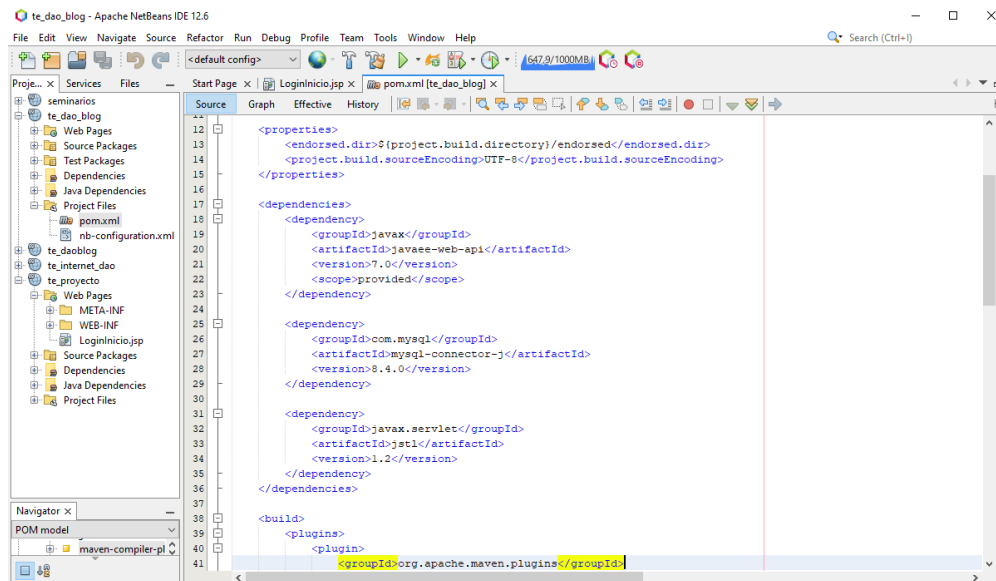 te_dao_blog - Apache NetBeans IDE 12.6
File Edit View Navigate Source Refactor Run Debug Profile Team Tools Window Help
Search (Ctrl+I)
<default config>
647,9/1000MB
Proje... Services Files
Start Page LoginInicio.jsp pom.xml [te_dao_blog]
Source Graph Effective History
seminarios
te_dao_blog
Web Pages
Source Packages
Test Packages
Dependencies
Java Dependencies
Project Files
pom.xml
nb-configuration.xml
te_daoblog
te_internet_dao
te_proyecto
Web Pages
META-INF
WEB-INF
LoginInicio.jsp
Source Packages
Dependencies
Java Dependencies
Project Files
Navigator
POM model
maven-compiler-pl
11
12 <properties>
13 <endorsed.dir>${project.build.directory}/endorsed</endorsed.dir>
14 <project.build.sourceEncoding>UTF-8</project.build.sourceEncoding>
15 </properties>
16
17 <dependencies>
18 <dependency>
19 <groupId>javax</groupId>
20 <artifactId>javaee-web-api</artifactId>
21 <version>7.0</version>
22 <scope>provided</scope>
23 </dependency>
24
25 <dependency>
26 <groupId>com.mysql</groupId>
27 <artifactId>mysql-connector-j</artifactId>
28 <version>8.4.0</version>
29 </dependency>
30
31 <dependency>
32 <groupId>javax.servlet</groupId>
33 <artifactId>jstl</artifactId>
34 <version>1.2</version>
35 </dependency>
36 </dependencies>
37
38 <build>
39 <plugins>
40 <plugin>
41 <groupId>org.apache.maven.plugins</groupId>